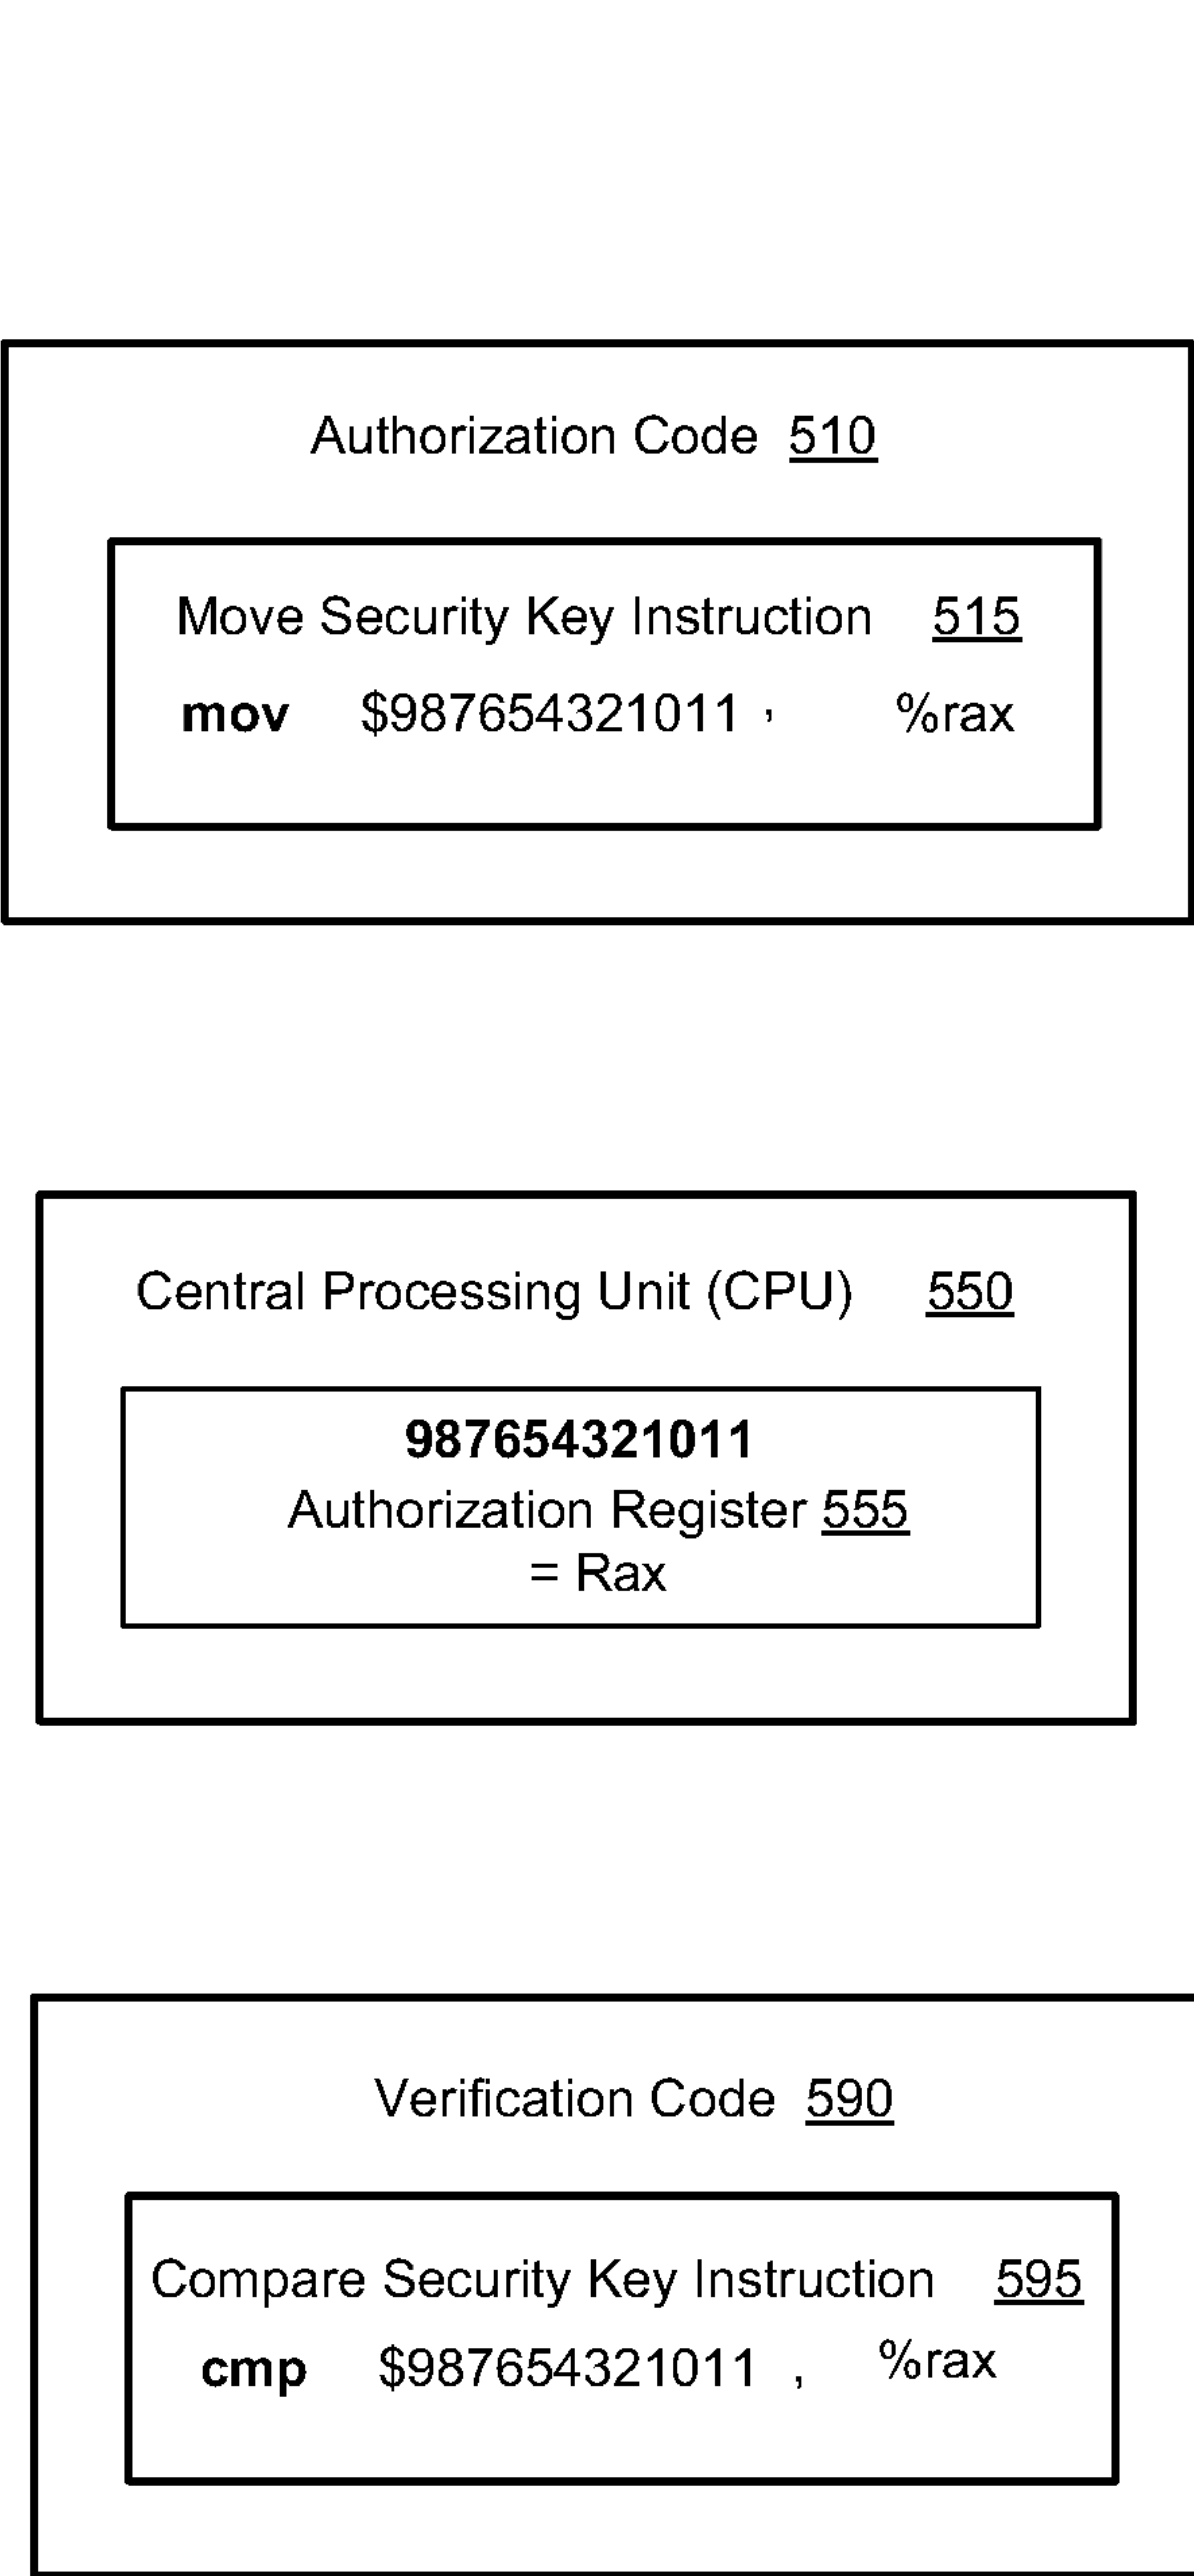 Authorization Code 510
Move Security Key Instruction 515
mov $987654321011 , %rax
Central Processing Unit (CPU) 550
987654321011
Authorization Register 555
= Rax
Verification Code 590
Compare Security Key Instruction 595
cmp $987654321011 , %rax